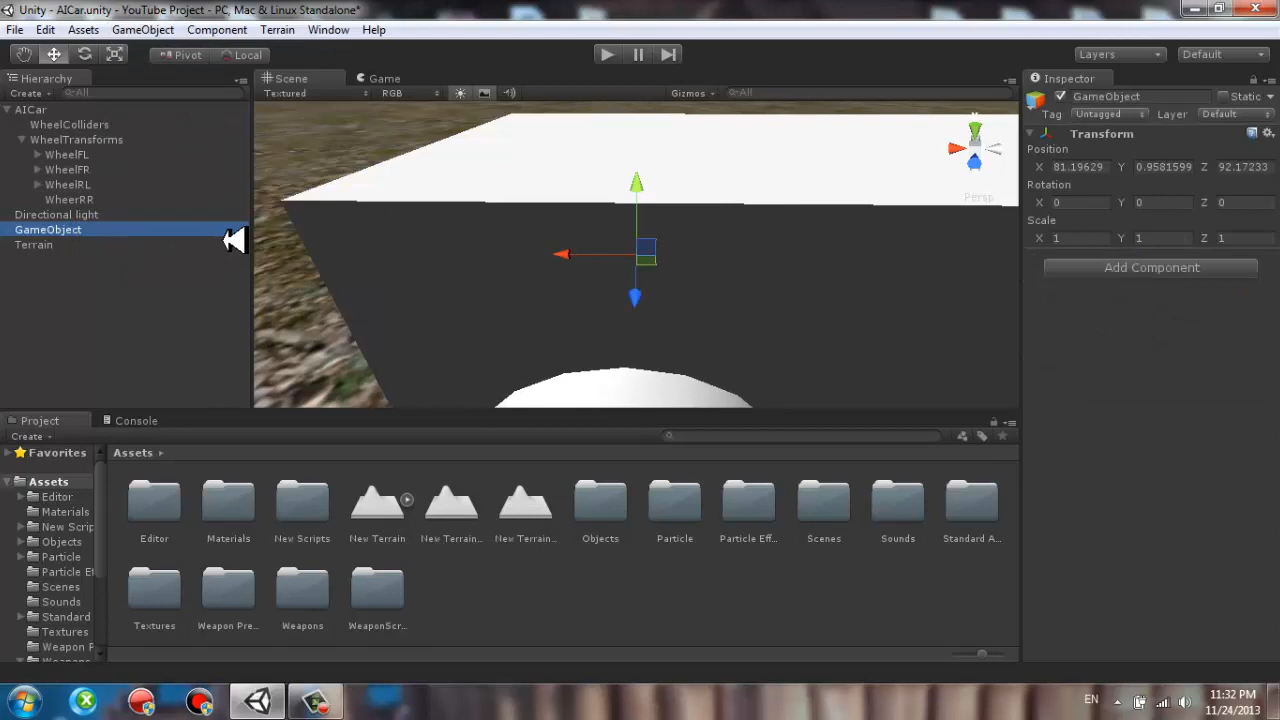 Unity - AICar.unity - YouTube Project - PC, Mac & Linux Standalone*
File Edit Assets GameObject Component Terrain Window Help
Pivot Local Layers Default
Hierarchy
Create All
AICar
WheelColliders
WheelTransforms
WheelFL
WheelFR
WheelRL
WheerRR
Directional light
GameObject
Terrain
Scene Game
Textured RGB Gizmos All
Persp
Inspector
GameObject Static
Tag Untagged Layer Default
Transform
Position
X 81.19629 Y 0.9581599 Z 92.17233
Rotation
X 0 Y 0 Z 0
Scale
X 1 Y 1 Z 1
Add Component
Project Console
Create
Favorites
Assets
Editor
Materials
New Scrip
Objects
Particle
Particle Ef
Scenes
Sounds
Standard
Textures
Weapon P
Weapons
Assets
Editor Materials New Scripts New Terrain New Terrain... New Terrain... Objects Particle Particle Eff... Scenes Sounds Standard A...
Textures Weapon Pre... Weapons WeaponScr...
EN 11:32 PM
11/24/2013